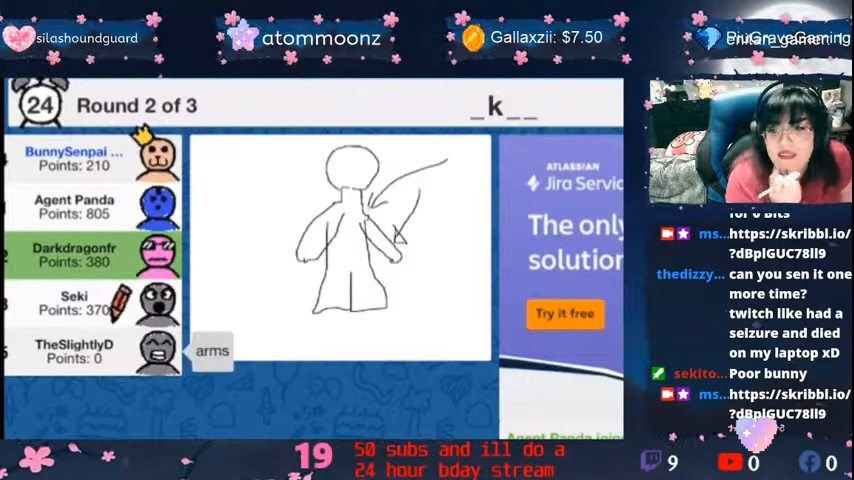 silashoundguard
atommoonz
Gallaxzii: $7.50
24
Round 2 of 3
_k__
BunnySenpai ...
Points: 210
Agent Panda
Points: 805
Darkdragonfr
Points: 380
Seki
Points: 370
TheSlightlyD
Points: 0
arms
ATLASSIAN
Jira Servic
The only
solution
Try it free
for 0 Bits
ms... https://skribbl.io/
?dBplGUC78ll9
thedizzy... can you sen it one
more time?
twitch like had a
seizure and died
on my laptop xD
sekito... Poor bunny
ms... https://skribbl.io/
?dBplGUC78ll9
19
50 subs and ill do a
24 hour bday stream
9
0
0